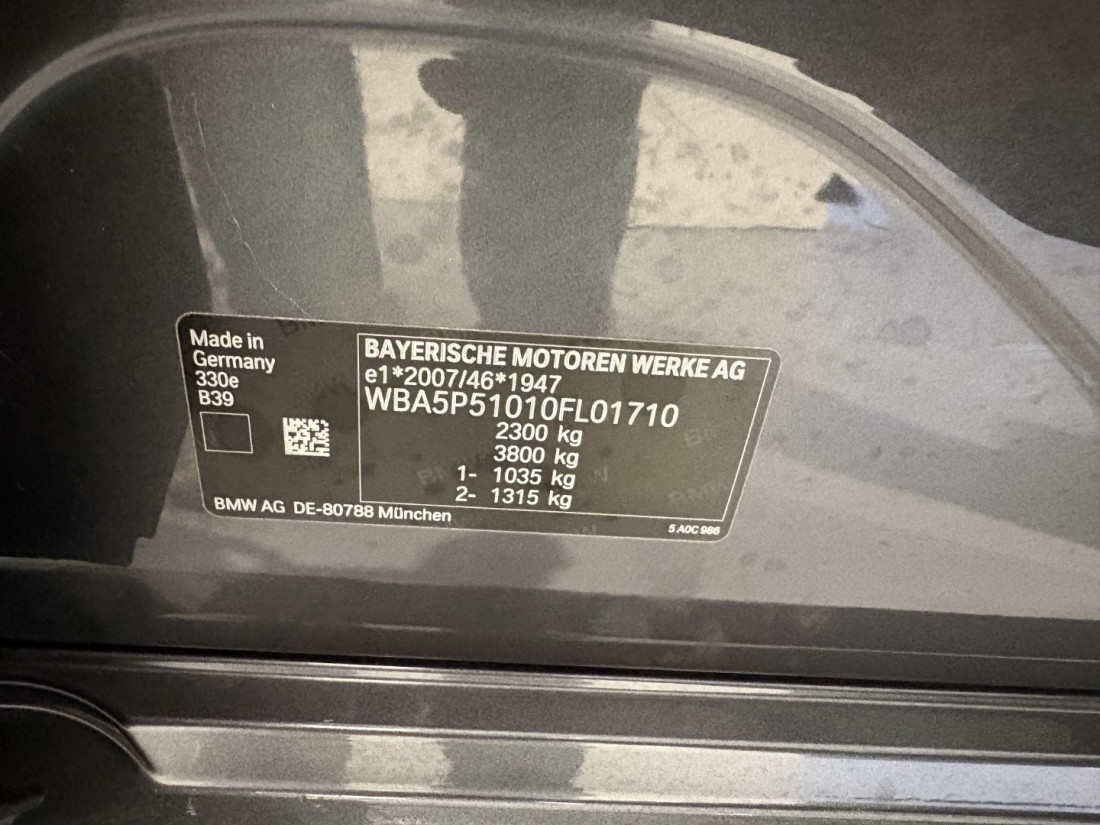 Made in
Germany
330e
B39
BAYERISCHE MOTOREN WERKE AG
e1*2007/46*1947
WBA5P51010FL01710
2300 kg
3800 kg
1- 1035 kg
2- 1315 kg
BMW AG DE-80788 München
5 A0C 986